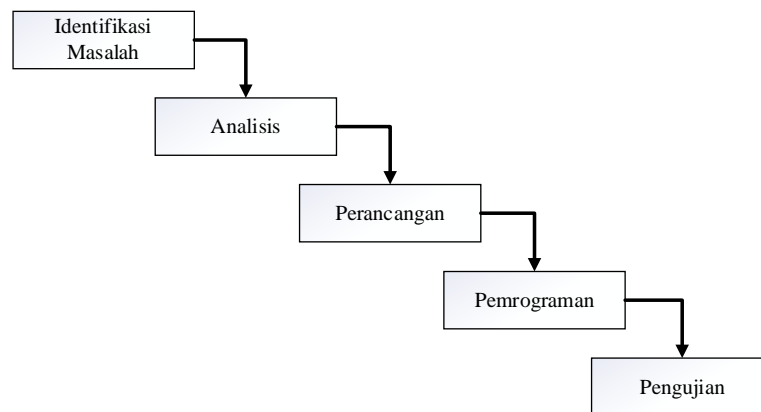 Identifikasi
Masalah
Analisis
Perancangan
Pemrograman
Pengujian